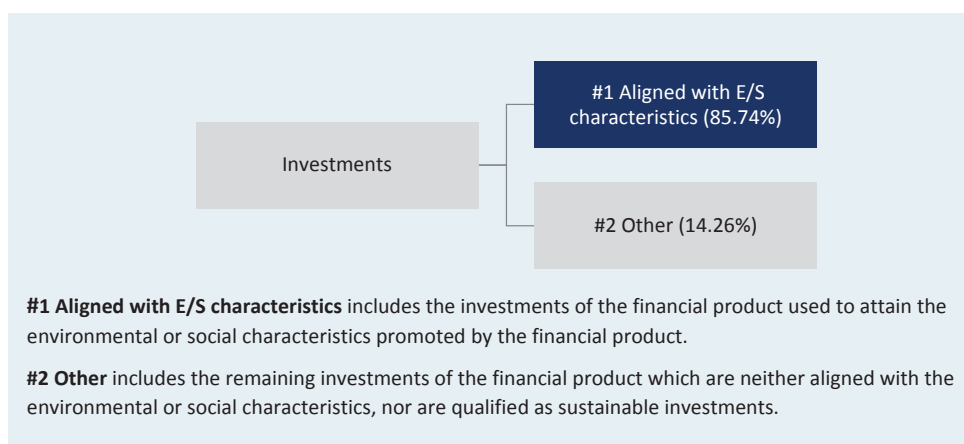 #1 Aligned with E/S
characteristics (85.74%)
Investments
#2 Other (14.26%)
#1 Aligned with E/S characteristics includes the investments of the financial product used to attain the
environmental or social characteristics promoted by the financial product.
#2 Other includes the remaining investments of the financial product which are neither aligned with the
environmental or social characteristics, nor are qualified as sustainable investments.